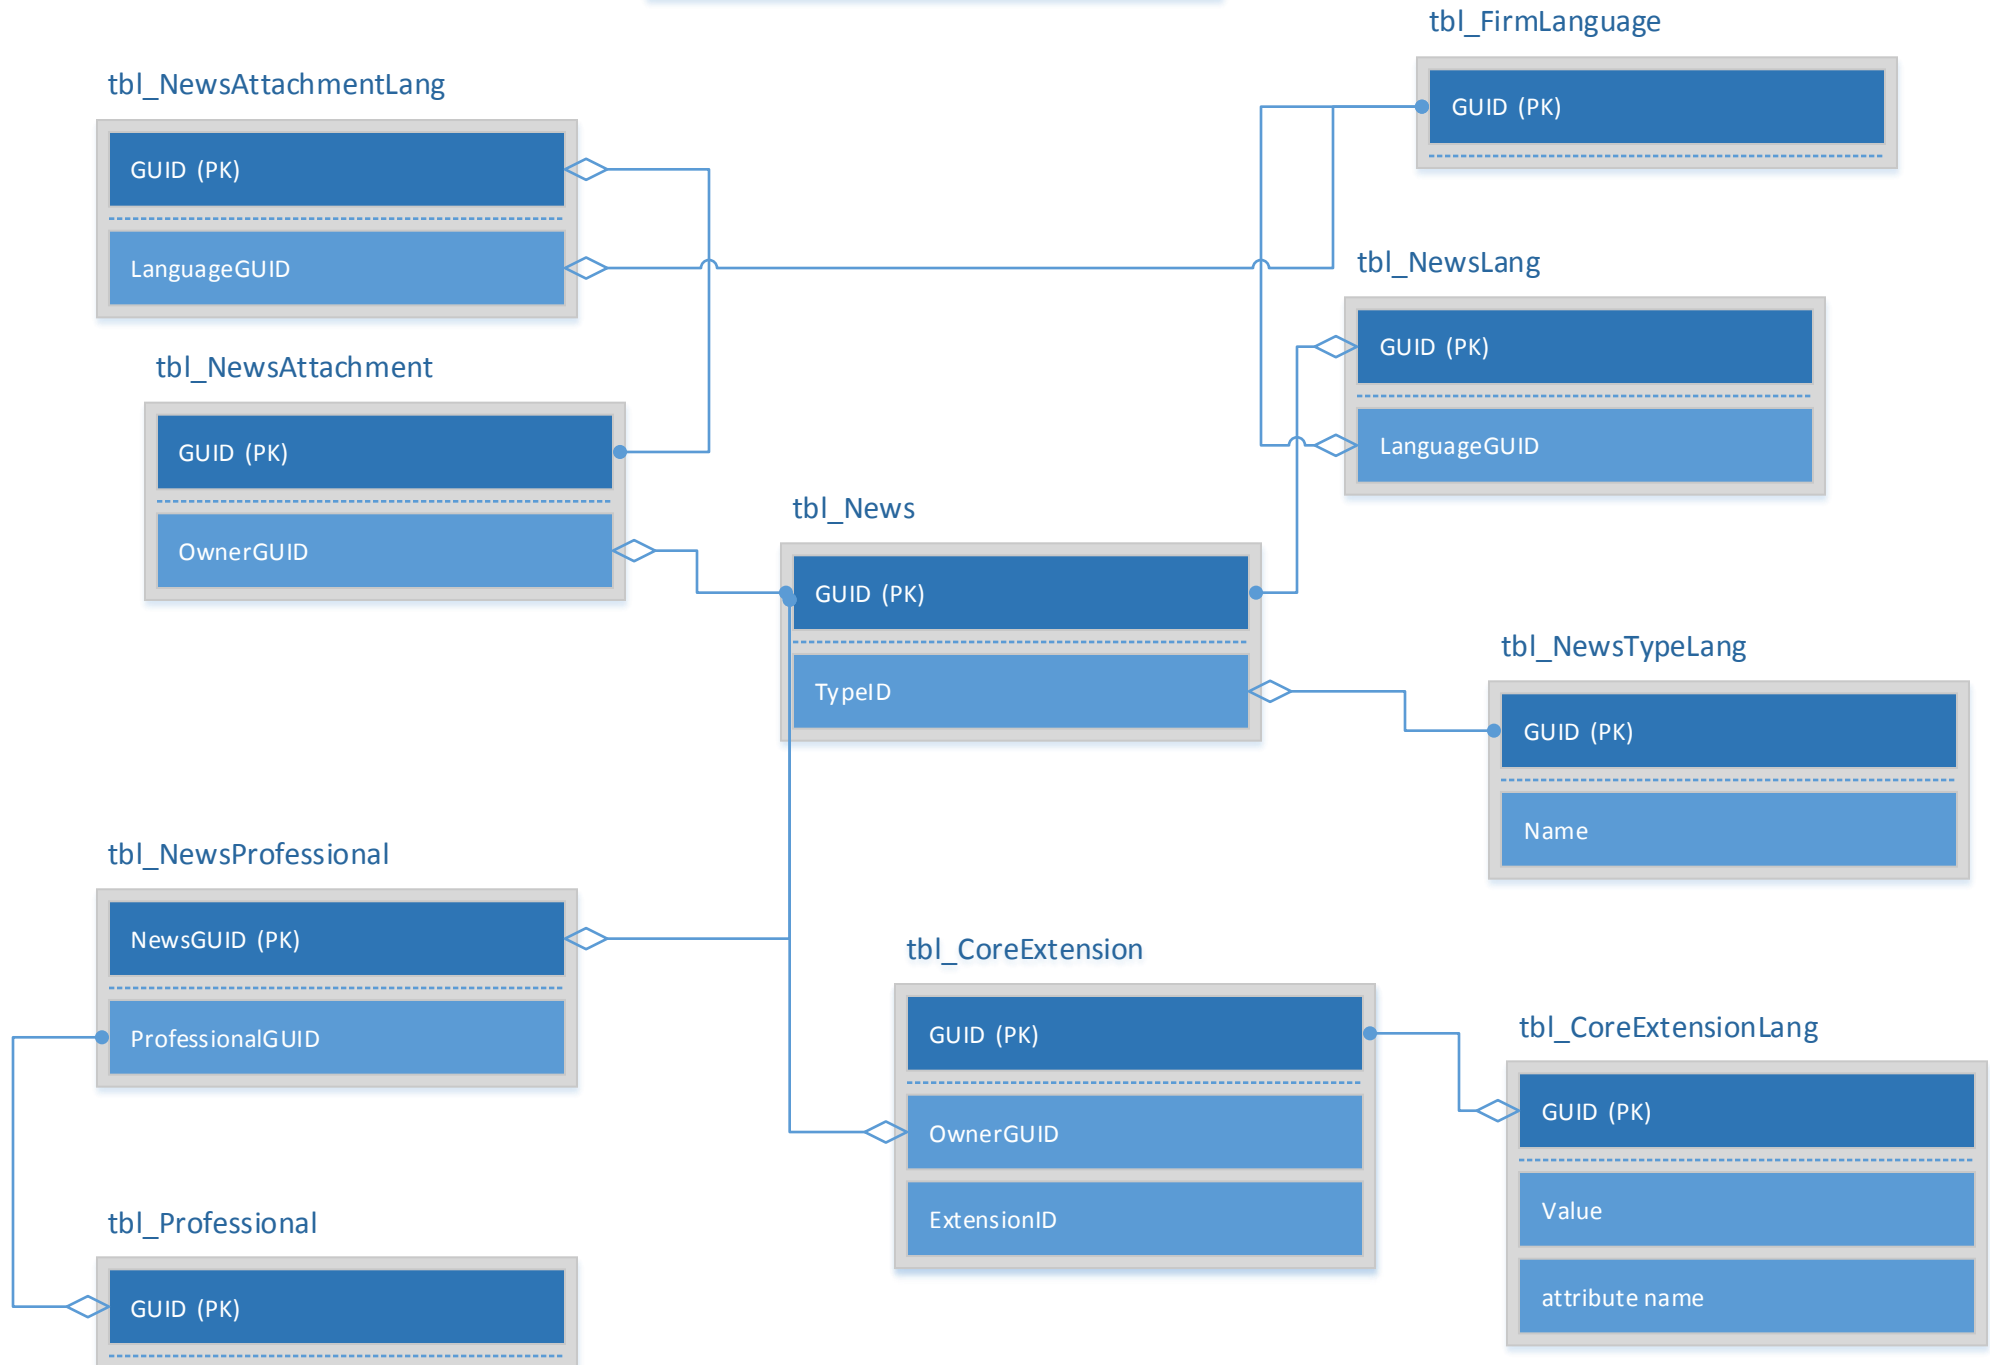 tbl_FirmLanguage
GUID (PK)
tbl_NewsAttachmentLang
GUID (PK)
LanguageGUID
tbl_NewsLang
GUID (PK)
LanguageGUID
tbl_NewsAttachment
GUID (PK)
OwnerGUID
tbl_News
GUID (PK)
TypeID
tbl_NewsTypeLang
GUID (PK)
Name
tbl_NewsProfessional
NewsGUID (PK)
ProfessionalGUID
tbl_CoreExtension
GUID (PK)
OwnerGUID
ExtensionID
tbl_CoreExtensionLang
GUID (PK)
Value
attribute name
tbl_Professional
GUID (PK)